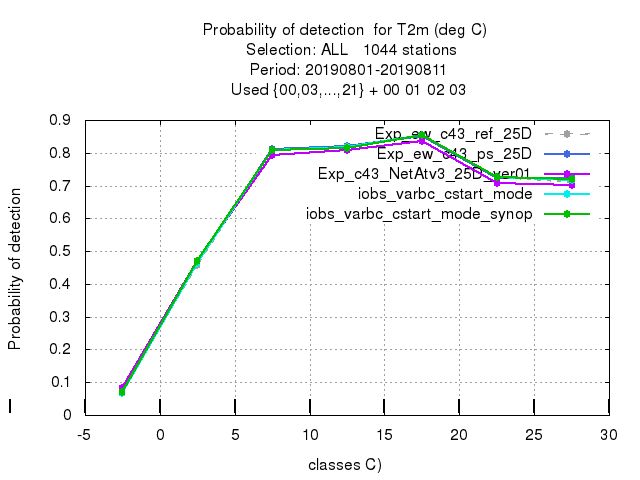 Probability of detection  for T2m (deg C)
Selection: ALL   1044 stations
Period: 20190801-20190811
Used {00,03,...,21} + 00 01 02 03
Exp_ew_c43_ref_25D
Exp_ew_c43_ps_25D
Exp_c43_NetAtv3_25D_ver01
iobs_varbc_cstart_mode
iobs_varbc_cstart_mode_synop
Probability of detection
0.9
0.8
0.7
0.6
0.5
0.4
0.3
0.2
0.1
0
-5 0 5 10 15 20 25 30
classes C)